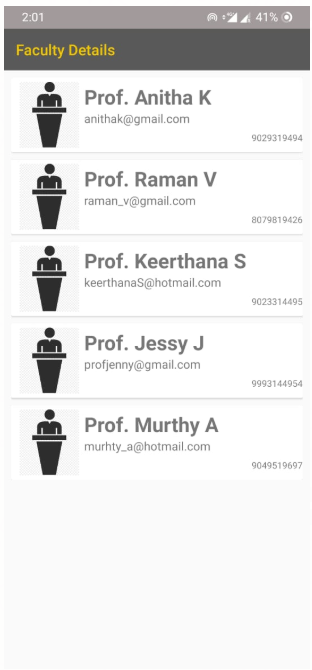 2:01 41%
Faculty Details
Prof. Anitha K
anithak@gmail.com
9029319494
Prof. Raman V
raman_v@gmail.com
8079819426
Prof. Keerthana S
keerthanaS@hotmail.com
9023314495
Prof. Jessy J
profjenny@gmail.com
9993144954
Prof. Murthy A
murhty_a@hotmail.com
9049519697